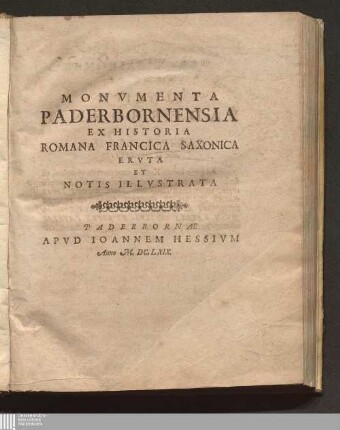 MONVMENTA
PADERBORNENSIA
EX HISTORIA
ROMANA FRANCICA SAXONICA
ERVTA
ET
NOTIS ILLVSTRATA
PADERBORNAE
APVD IOANNEM HESSIVM
Anno M. DC. LXIX.